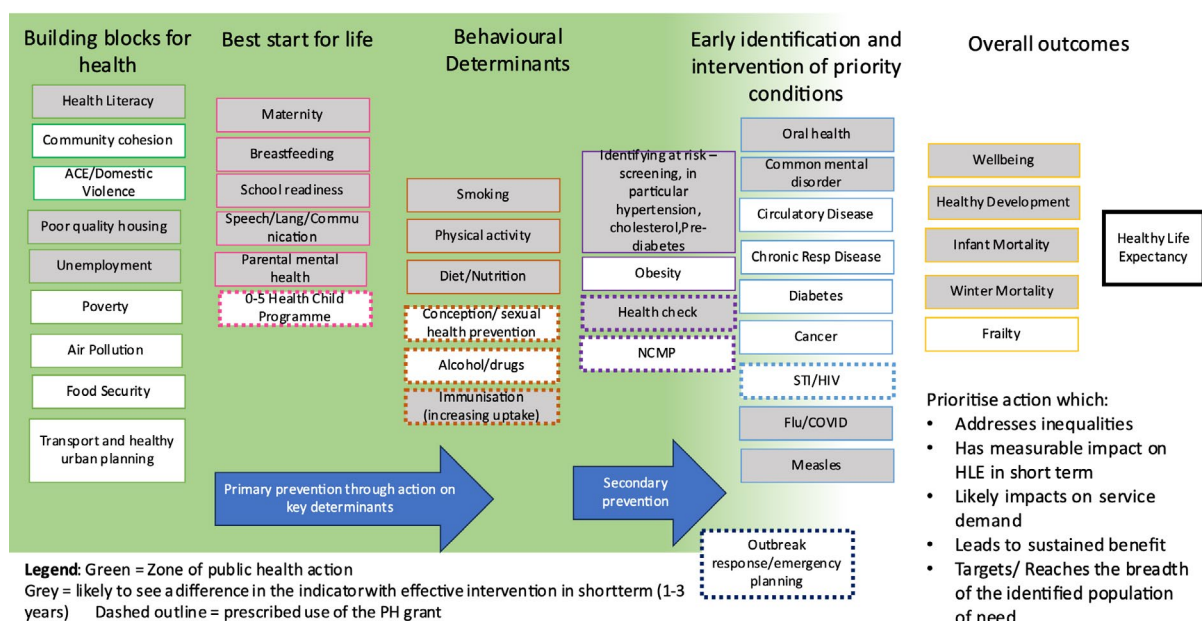 Building blocks for
health
Health Literacy
Community cohesion
ACE/Domestic
Violence
Poor quality housing
Unemployment
Poverty
Air Pollution
Food Security
Transport and healthy
urban planning
Best start for life
Maternity
Breastfeeding
School readiness
Speech/Lang/Commu
nication
Parental mental
health
0-5 Health Child
Programme
Behavioural
Determinants
Smoking
Physical activity
Diet/Nutrition
Conception/ sexual
health prevention
Alcohol/drugs
Immunisation
(increasing uptake)
Early identification and
intervention of priority
conditions
Identifying at risk –
screening, in
particular
hypertension,
cholesterol,Pre-
diabetes
Obesity
Health check
NCMP
Oral health
Common mental
disorder
Circulatory Disease
Chronic Resp Disease
Diabetes
Cancer
STI/HIV
Flu/COVID
Measles
Overall outcomes
Wellbeing
Healthy Development
Infant Mortality
Winter Mortality
Frailty
Healthy Life
Expectancy
Primary prevention through action on
key determinants
Secondary
prevention
Outbreak
response/emergency
planning
Prioritise action which:
• Addresses inequalities
• Has measurable impact on
HLE in short term
• Likely impacts on service
demand
• Leads to sustained benefit
• Targets/ Reaches the breadth
of the identified population
of need
Legend: Green = Zone of public health action
Grey = likely to see a difference in the indicator with effective intervention in shortterm (1-3
years) Dashed outline = prescribed use of the PH grant